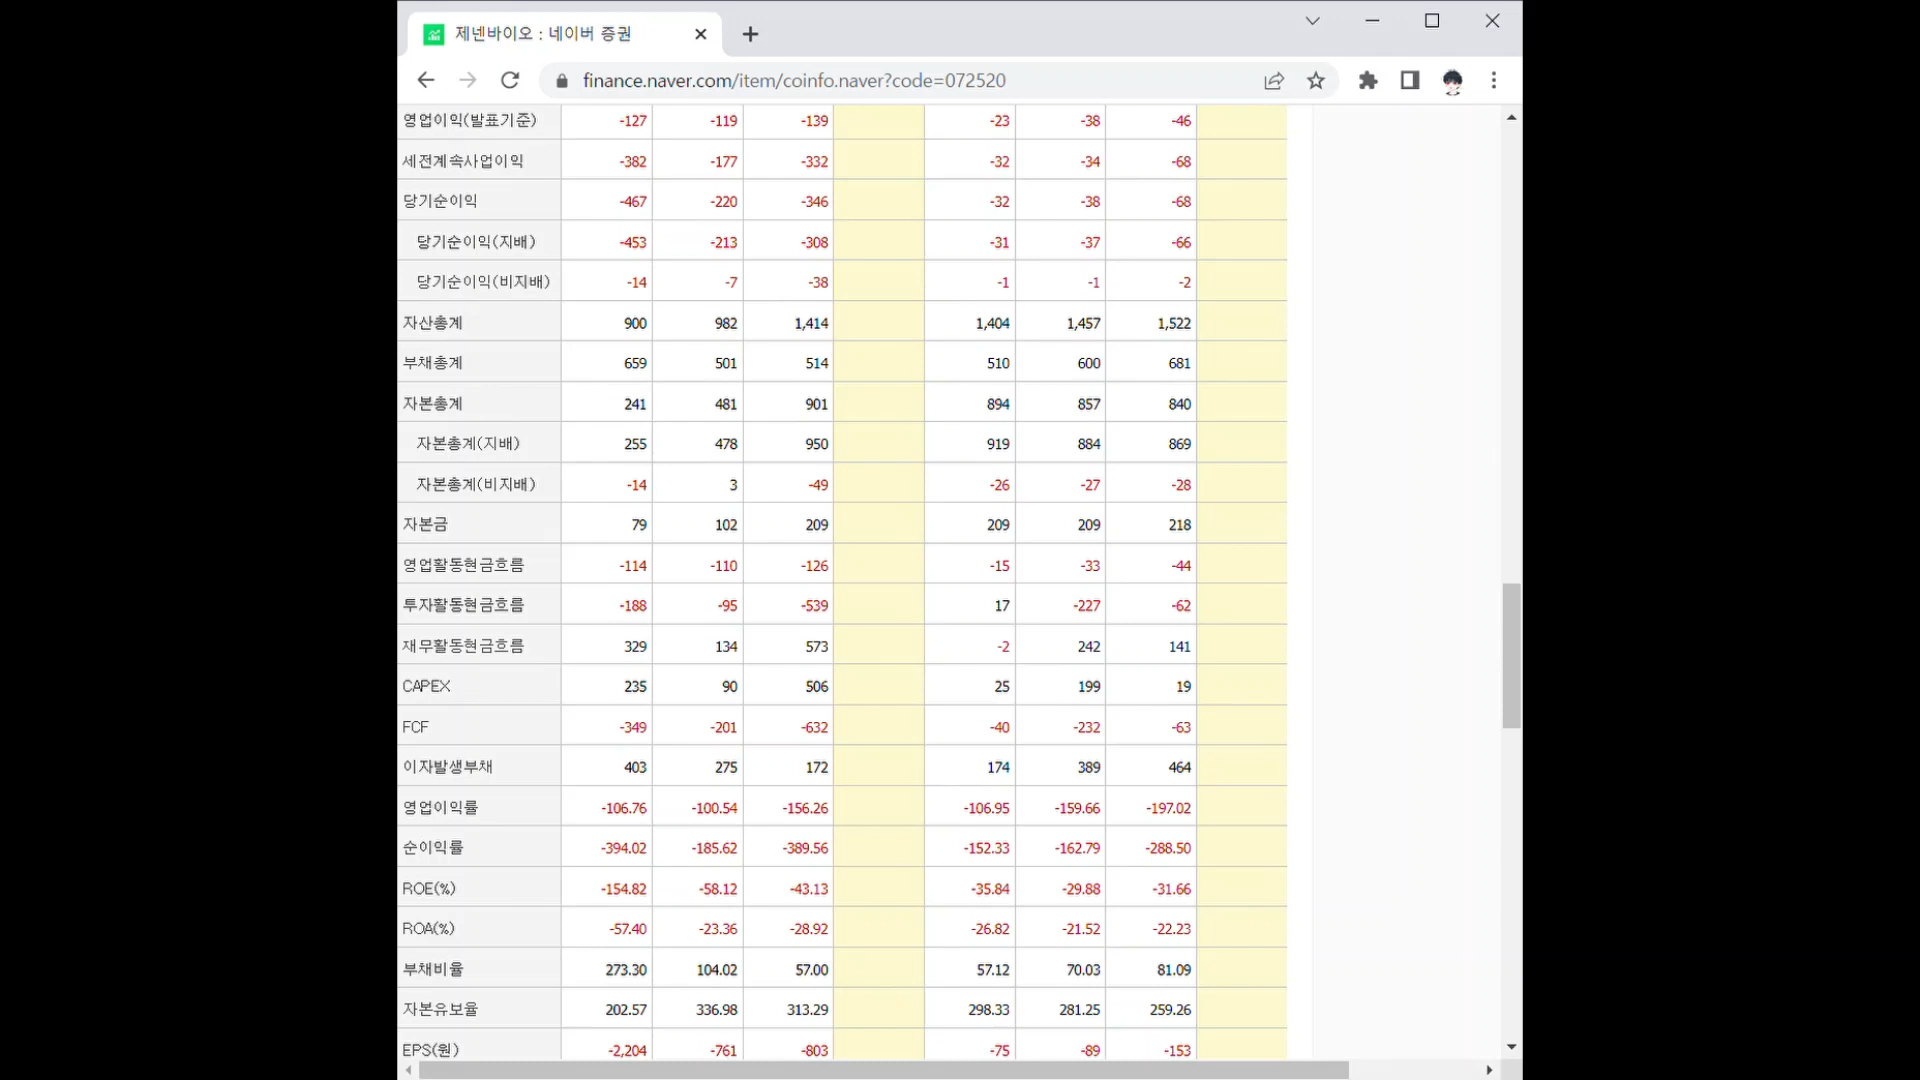 제넨바이오 : 네이버 증권
finance.naver.com/item/coinfo.naver?code=072520
영업이익(발표기준) -127 -119 -139 -23 -38 -46
세전계속사업이익 -382 -177 -332 -32 -34 -68
당기순이익 -467 -220 -346 -32 -38 -68
당기순이익(지배) -453 -213 -308 -31 -37 -66
당기순이익(비지배) -14 -7 -38 -1 -1 -2
자산총계 900 982 1,414 1,404 1,457 1,522
부채총계 659 501 514 510 600 681
자본총계 241 481 901 894 857 840
자본총계(지배) 255 478 950 919 884 869
자본총계(비지배) -14 3 -49 -26 -27 -28
자본금 79 102 209 209 209 218
영업활동현금흐름 -114 -110 -126 -15 -33 -44
투자활동현금흐름 -188 -95 -539 17 -227 -62
재무활동현금흐름 329 134 573 -2 242 141
CAPEX 235 90 506 25 199 19
FCF -349 -201 -632 -40 -232 -63
이자발생부채 403 275 172 174 389 464
영업이익률 -106.76 -100.54 -156.26 -106.95 -159.66 -197.02
순이익률 -394.02 -185.62 -389.56 -152.33 -162.79 -288.50
ROE(%) -154.82 -58.12 -43.13 -35.84 -29.88 -31.66
ROA(%) -57.40 -23.36 -28.92 -26.82 -21.52 -22.23
부채비율 273.30 104.02 57.00 57.12 70.03 81.09
자본유보율 202.57 336.98 313.29 298.33 281.25 259.26
EPS(원) -2,204 -761 -803 -75 -89 -153